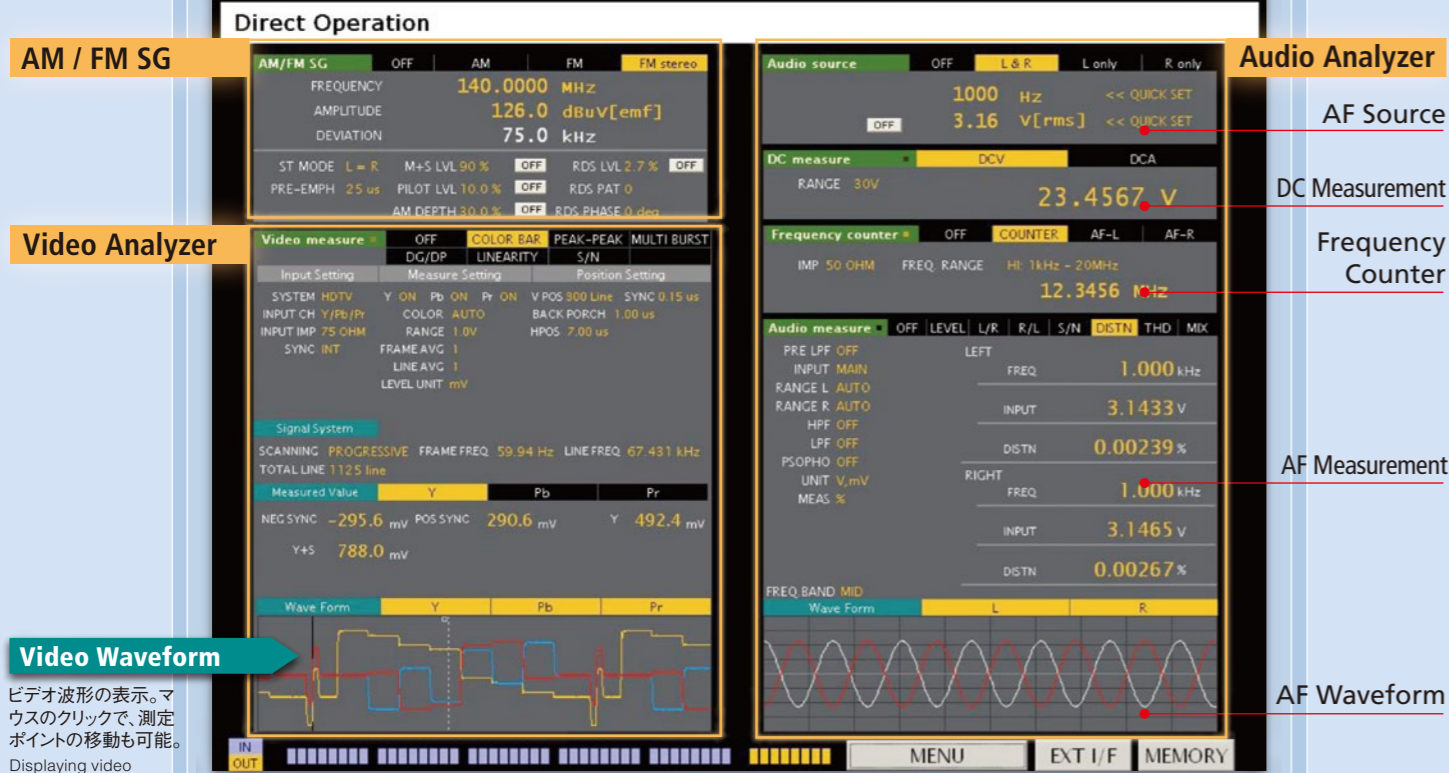 Direct Operation
AM / FM SG
AM/FM SG OFF AM FM FM stereo
FREQUENCY 140.0000 MHz
AMPLITUDE 126.0 dBuV[emf]
DEVIATION 75.0 kHz
ST MODE L = R M+S LVL 90 % OFF RDS LVL 2.7 % OFF
PRE-EMPH 25 us PILOT LVL 10.0 % OFF RDS PAT 0
AM DEPTH 30.0 % OFF RDS PHASE 0 deg
Video Analyzer
Video measure OFF COLOR BAR PEAK-PEAK MULTI BURST
DG/DP LINEARITY S/N
Input Setting Measure Setting Position Setting
SYSTEM HDTV Y ON Pb ON Pr ON V POS 300 Line SYNC 0.15 us
INPUT CH Y/Pb/Pr COLOR AUTO BACK PORCH 1.00 us
INPUT IMP 75 OHM RANGE 1.0V HPOS 7.00 us
SYNC INT FRAME AVG 1
LINE AVG 1
LEVEL UNIT mV
Signal System
SCANNING PROGRESSIVE FRAME FREQ 59.94 Hz LINE FREQ 67.431 kHz
TOTAL LINE 1125 line
Measured Value Y Pb Pr
NEG SYNC -295.6 mV POS SYNC 290.6 mV Y 492.4 mV
Y+S 788.0 mV
Wave Form Y Pb Pr
Video Waveform
ビデオ波形の表示。マ
ウスのクリックで、測定
ポイントの移動も可能。
Displaying video
IN
OUT
Audio Analyzer
Audio source OFF L & R L only R only
1000 Hz << QUICK SET
OFF 3.16 V[rms] << QUICK SET
AF Source
DC measure DCV DCA
RANGE 30V
23.4567 V
DC Measurement
Frequency counter OFF COUNTER AF-L AF-R
IMP 50 OHM FREQ. RANGE HI: 1kHz - 20MHz
12.3456 MHz
Frequency
Counter
Audio measure OFF LEVEL L/R R/L S/N DISTN THD MIX
PRE LPF OFF LEFT
INPUT MAIN FREQ 1.000 kHz
RANGE L AUTO
RANGE R AUTO INPUT 3.1433 V
HPF OFF
LPF OFF DISTN 0.00239 %
PSOPHO OFF
UNIT V,mV RIGHT
MEAS % FREQ 1.000 kHz
INPUT 3.1465 V
DISTN 0.00267 %
FREQ BAND MID
AF Measurement
Wave Form L R
AF Waveform
MENU EXT I/F MEMORY